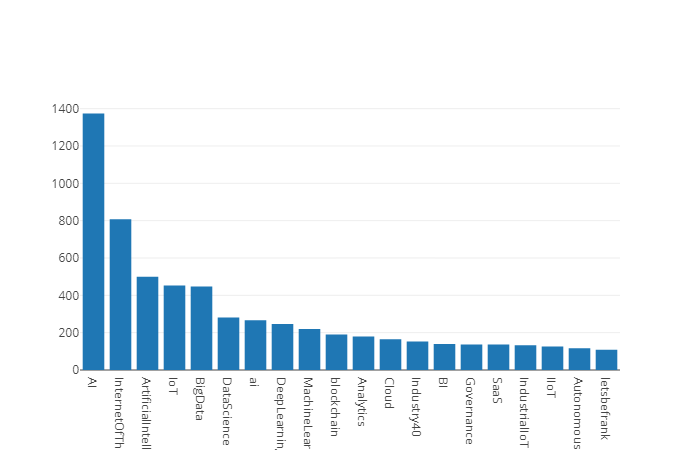 1400
1200
1000
800
600
400
200
0
AI
InternetOfTh
ArtificialIntell
IoT
BigData
DataScience
ai
DeepLearnin
MachineLear
blockchain
Analytics
Cloud
Industry40
BI
Governance
SaaS
IndustrialIoT
IIoT
Autonomous
letsbefrank